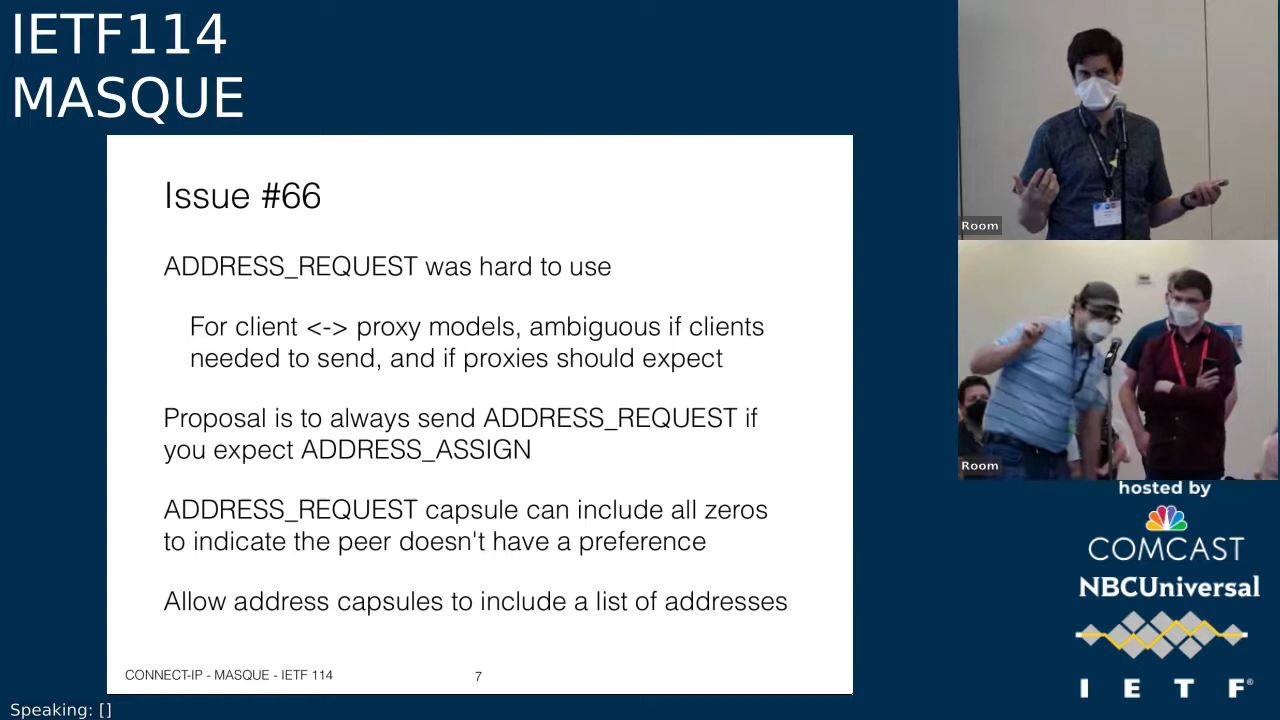 IETF114
MASQUE
Issue #66
ADDRESS_REQUEST was hard to use
For client <-> proxy models, ambiguous if clients
needed to send, and if proxies should expect
Proposal is to always send ADDRESS_REQUEST if
you expect ADDRESS_ASSIGN
ADDRESS_REQUEST capsule can include all zeros
to indicate the peer doesn't have a preference
Allow address capsules to include a list of addresses
CONNECT-IP - MASQUE - IETF 114
7
Speaking: []
Room
Room
hosted by
COMCAST
NBCUniversal
I E T F®